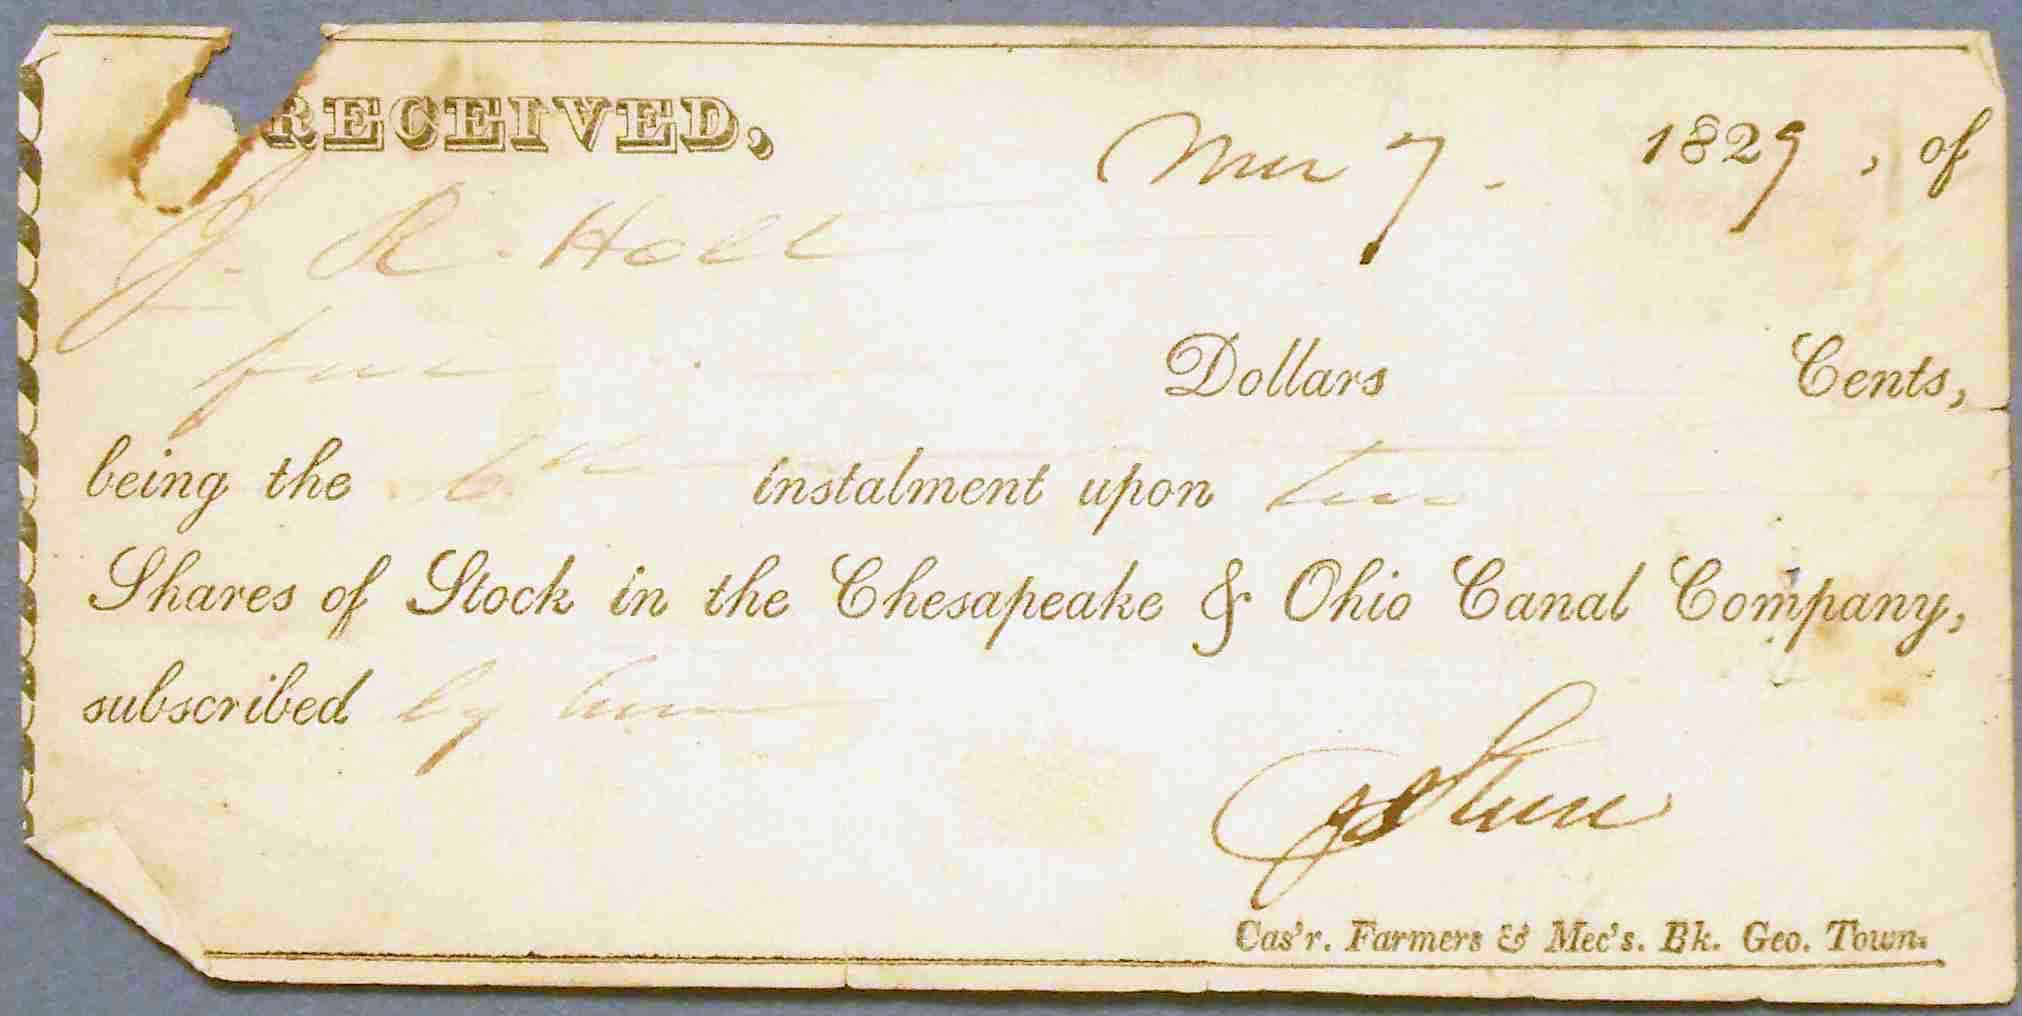 RECEIVED, Mar 7. 1829, of
J. R. Holl
five Dollars Cents,
being the 6th instalment upon two
Shares of Stock in the Chesapeake & Ohio Canal Company,
subscribed by him
Cas'r. Farmers & Mec's. Bk. Geo. Town.